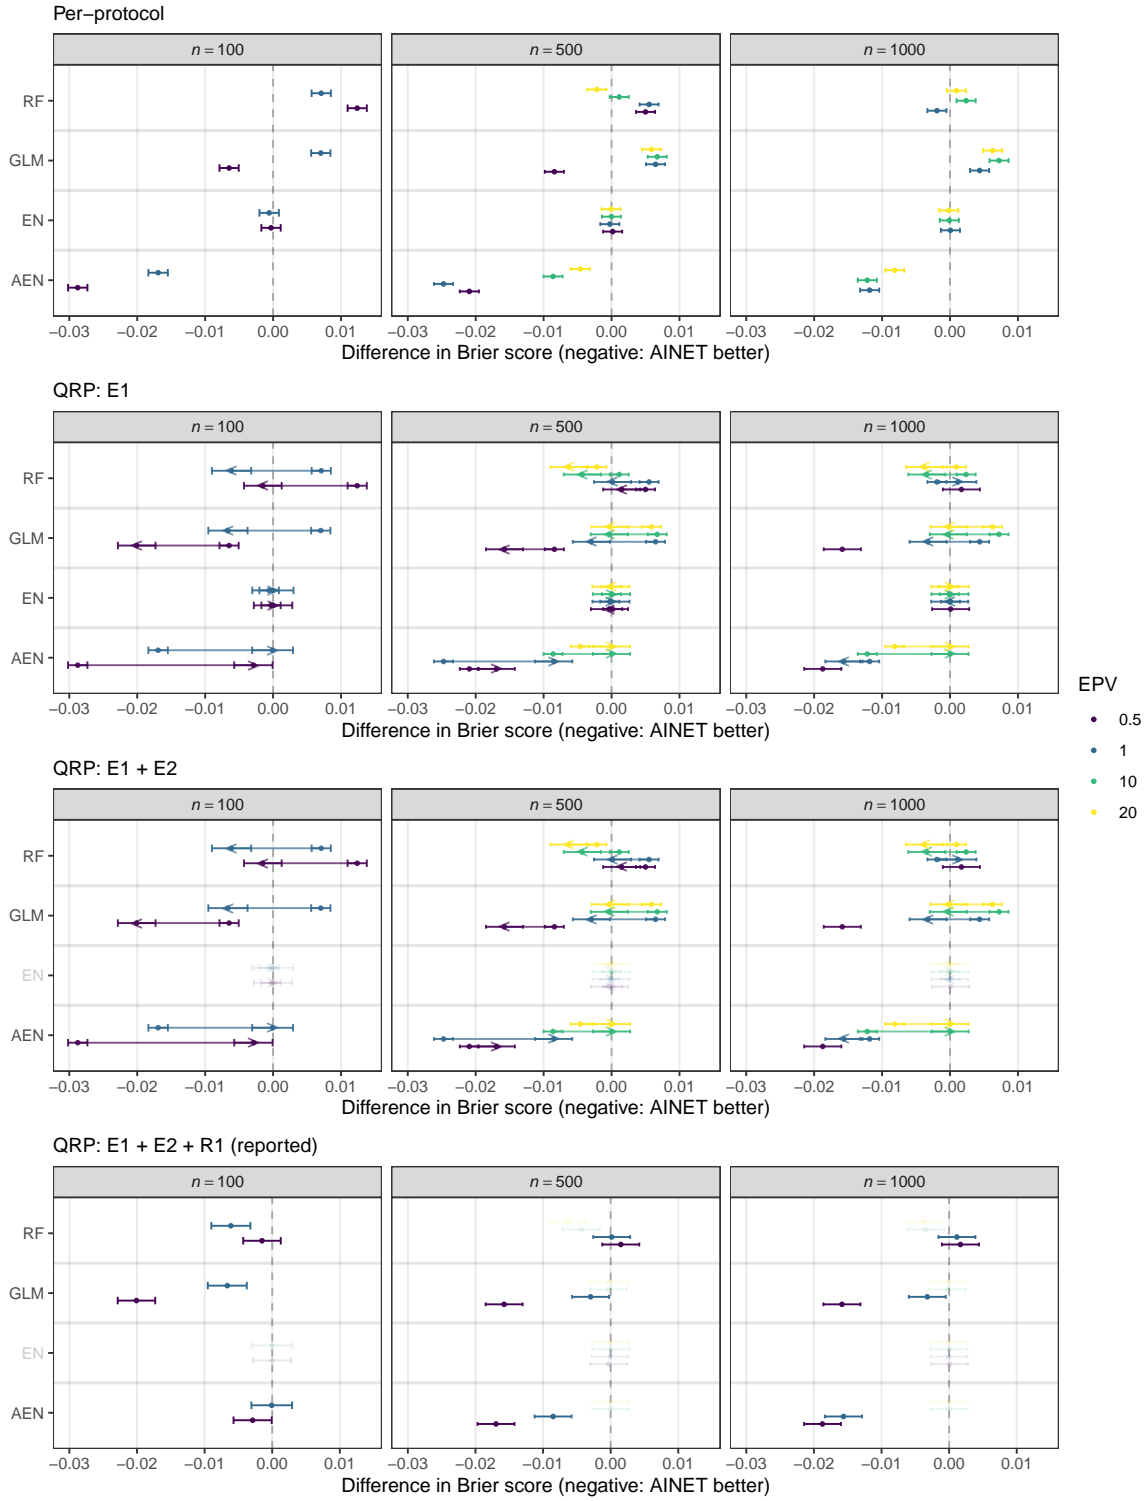 Per−protocol
n = 100 n = 500 n = 1000
RF
GLM
EN
AEN
−0.03 −0.02 −0.01 0.00 0.01 −0.03 −0.02 −0.01 0.00 0.01 −0.03 −0.02 −0.01 0.00 0.01
Difference in Brier score (negative: AINET better)
QRP: E1
n = 100 n = 500 n = 1000
RF
GLM
EN
AEN
−0.03 −0.02 −0.01 0.00 0.01 −0.03 −0.02 −0.01 0.00 0.01 −0.03 −0.02 −0.01 0.00 0.01
Difference in Brier score (negative: AINET better)
QRP: E1 + E2
n = 100 n = 500 n = 1000
RF
GLM
EN
AEN
−0.03 −0.02 −0.01 0.00 0.01 −0.03 −0.02 −0.01 0.00 0.01 −0.03 −0.02 −0.01 0.00 0.01
Difference in Brier score (negative: AINET better)
QRP: E1 + E2 + R1 (reported)
n = 100 n = 500 n = 1000
RF
GLM
EN
AEN
−0.03 −0.02 −0.01 0.00 0.01 −0.03 −0.02 −0.01 0.00 0.01 −0.03 −0.02 −0.01 0.00 0.01
Difference in Brier score (negative: AINET better)
EPV
0.5
1
10
20